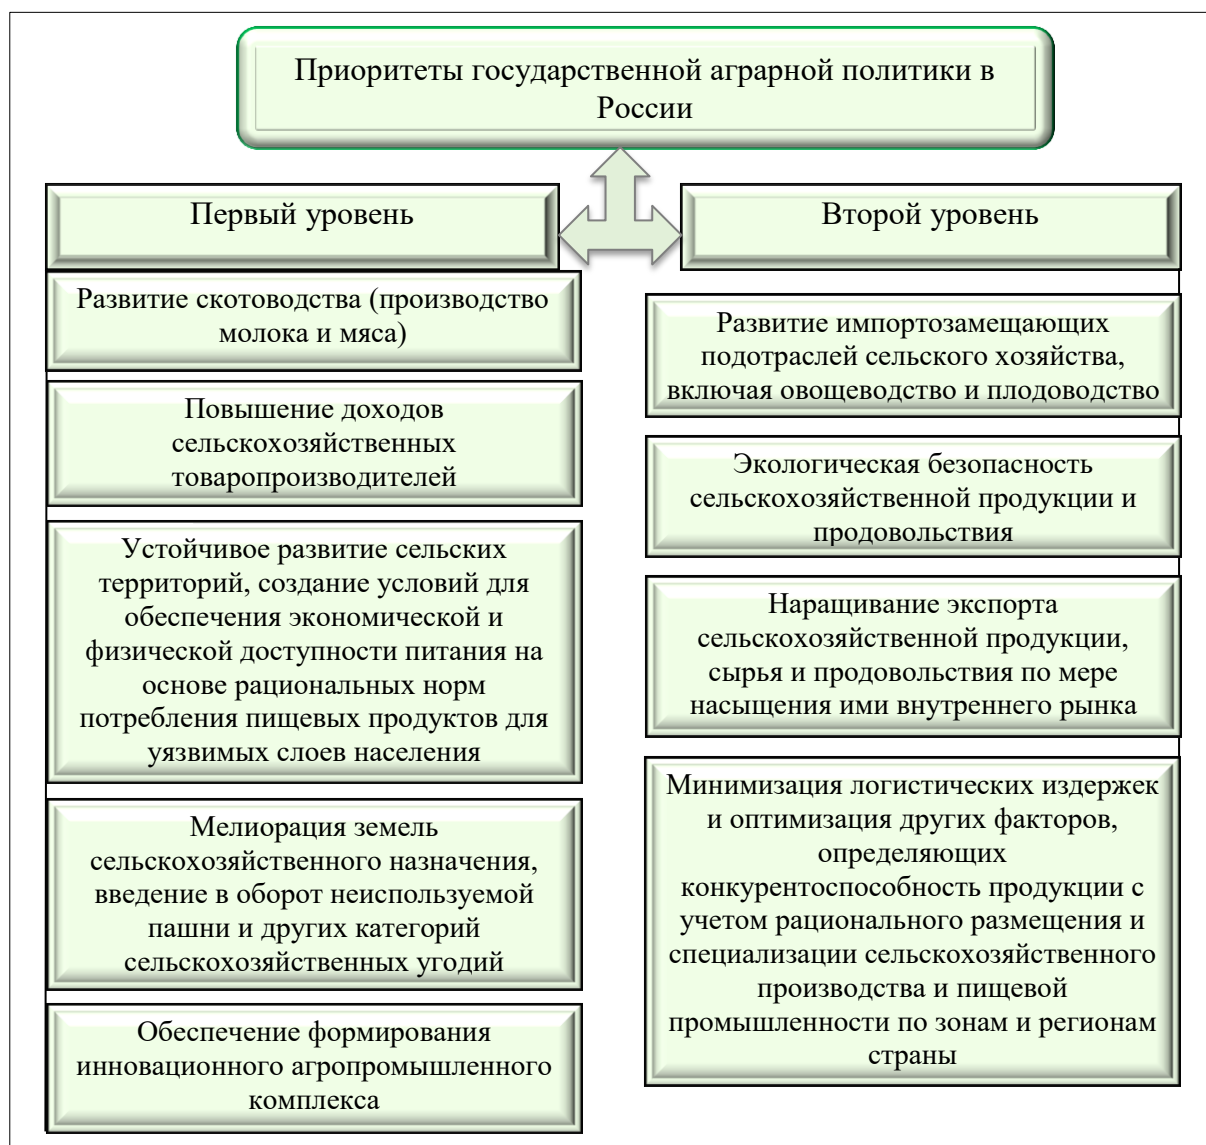 Приоритеты государственной аграрной политики в
России
Первый уровень
Развитие скотоводства (производство
молока и мяса)
Повышение доходов
сельскохозяйственных
товаропроизводителей
Устойчивое развитие сельских
территорий, создание условий для
обеспечения экономической и
физической доступности питания на
основе рациональных норм
потребления пищевых продуктов для
уязвимых слоев населения
Мелиорация земель
сельскохозяйственного назначения,
введение в оборот неиспользуемой
пашни и других категорий
сельскохозяйственных угодий
Обеспечение формирования
инновационного агропромышленного
комплекса
Второй уровень
Развитие импортозамещающих
подотраслей сельского хозяйства,
включая овощеводство и плодоводство
Экологическая безопасность
сельскохозяйственной продукции и
продовольствия
Наращивание экспорта
сельскохозяйственной продукции,
сырья и продовольствия по мере
насыщения ими внутреннего рынка
Минимизация логистических издержек
и оптимизация других факторов,
определяющих
конкурентоспособность продукции с
учетом рационального размещения и
специализации сельскохозяйственного
производства и пищевой
промышленности по зонам и регионам
страны